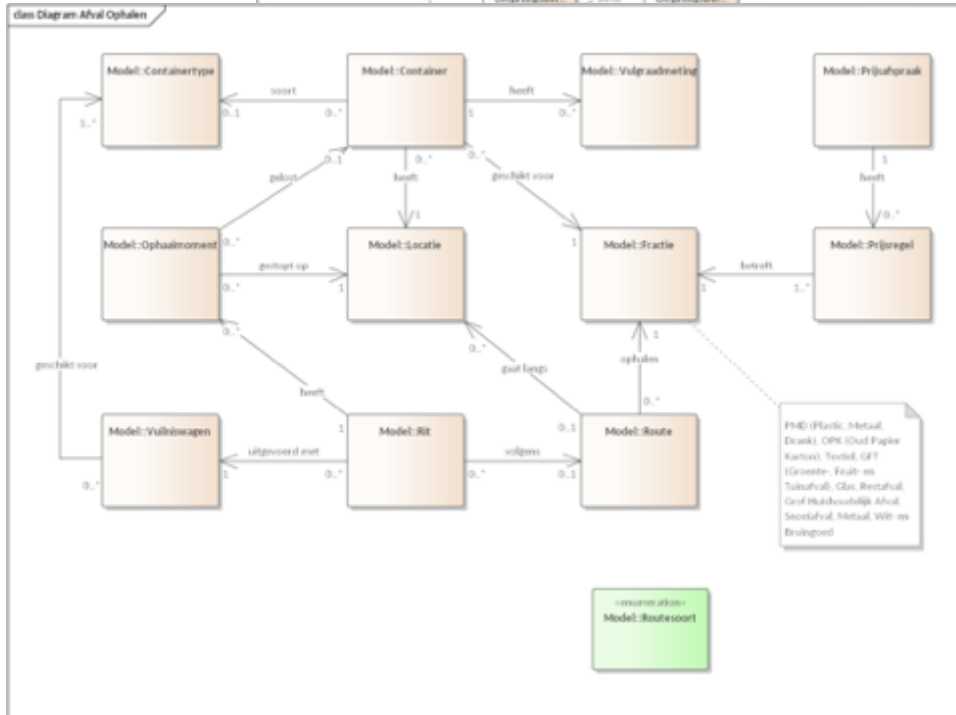 class Diagram Afval Ophalen
Model::Containertype
Model::Container
Model::Vulgraadmeting
Model::Prijsafspraak
soort
heeft
0..1
0..*
1
0..*
1..*
0..1
0..*
0..*
1
gelost
heeft
geschikt voor
heeft
0..*
1
1
0..*
Model::Ophaalmoment
Model::Locatie
Model::Fractie
Model::Prijsregel
gestopt op
betreft
0..*
1
1
1..*
0..*
0..*
1
geschikt voor
gaat langs
ophalen
heeft
0..*
1
0..1
Model::Vuilniswagen
Model::Rit
Model::Route
uitgevoerd met
volgens
0..*
1
0..*
0..*
0..1
PMD (Plastic, Metaal,
Drank), OPK (Oud Papier
Karton), Textiel, GFT
(Groente-, Fruit- en
Tuinafval), Glas, Restafval,
Grof Huishoudelijk Afval,
Snoeiafval, Metaal, Wit- en
Bruingoed
«enumeration»
Model::Routesoort